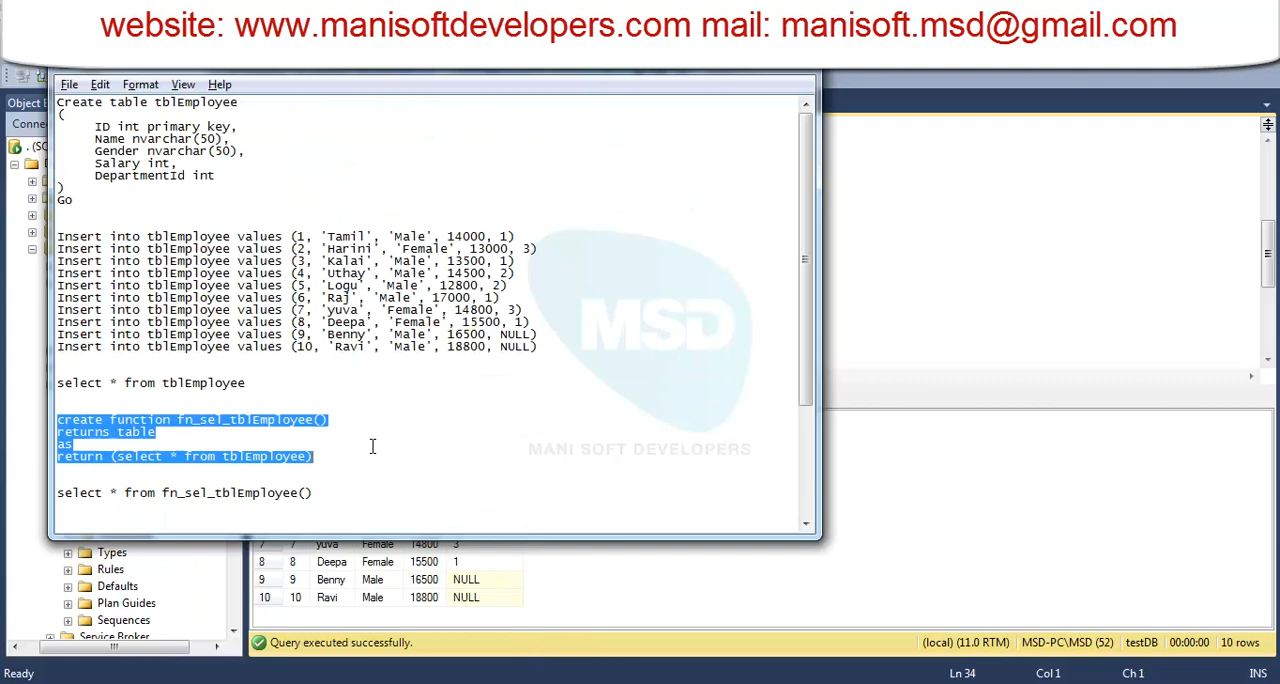 website: www.manisoftdevelopers.com mail: manisoft.msd@gmail.com
File Edit Format View Help
Object E
Conne
. (SC
Create table tblEmployee
(
ID int primary key,
Name nvarchar(50),
Gender nvarchar(50),
Salary int,
DepartmentId int
)
Go
Insert into tblEmployee values (1, 'Tamil', 'Male', 14000, 1)
Insert into tblEmployee values (2, 'Harini', 'Female', 13000, 3)
Insert into tblEmployee values (3, 'Kalai', 'Male', 13500, 1)
Insert into tblEmployee values (4, 'Uthay', 'Male', 14500, 2)
Insert into tblEmployee values (5, 'Logu', 'Male', 12800, 2)
Insert into tblEmployee values (6, 'Raj', 'Male', 17000, 1)
Insert into tblEmployee values (7, 'yuva', 'Female', 14800, 3)
Insert into tblEmployee values (8, 'Deepa', 'Female', 15500, 1)
Insert into tblEmployee values (9, 'Benny', 'Male', 16500, NULL)
Insert into tblEmployee values (10, 'Ravi', 'Male', 18800, NULL)
MSD
MANI SOFT DEVELOPERS
select * from tblEmployee
create function fn_sel_tblEmployee()
returns table
as
return (select * from tblEmployee)
select * from fn_sel_tblEmployee()
Types
Rules
Defaults
Plan Guides
Sequences
Service Broker
7 7 yuva Female 14800 3
8 8 Deepa Female 15500 1
9 9 Benny Male 16500 NULL
10 10 Ravi Male 18800 NULL
Query executed successfully. (local) (11.0 RTM) MSD-PC\MSD (52) testDB 00:00:00 10 rows
Ready Ln 34 Col 1 Ch 1 INS